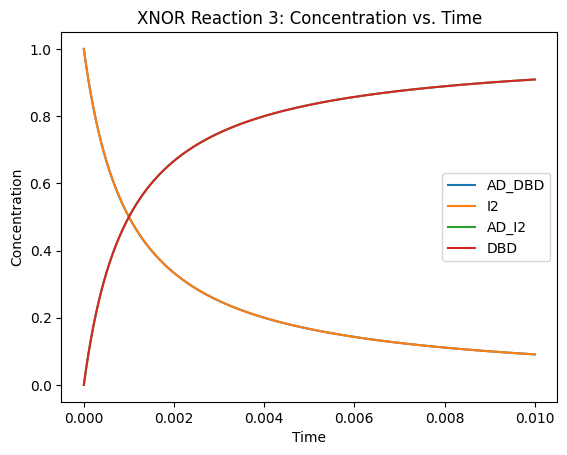 XNOR Reaction 3: Concentration vs. Time
Concentration
1.0
0.8
0.6
0.4
0.2
0.0
AD_DBD
I2
AD_I2
DBD
0.000
0.002
0.004
0.006
0.008
0.010
Time